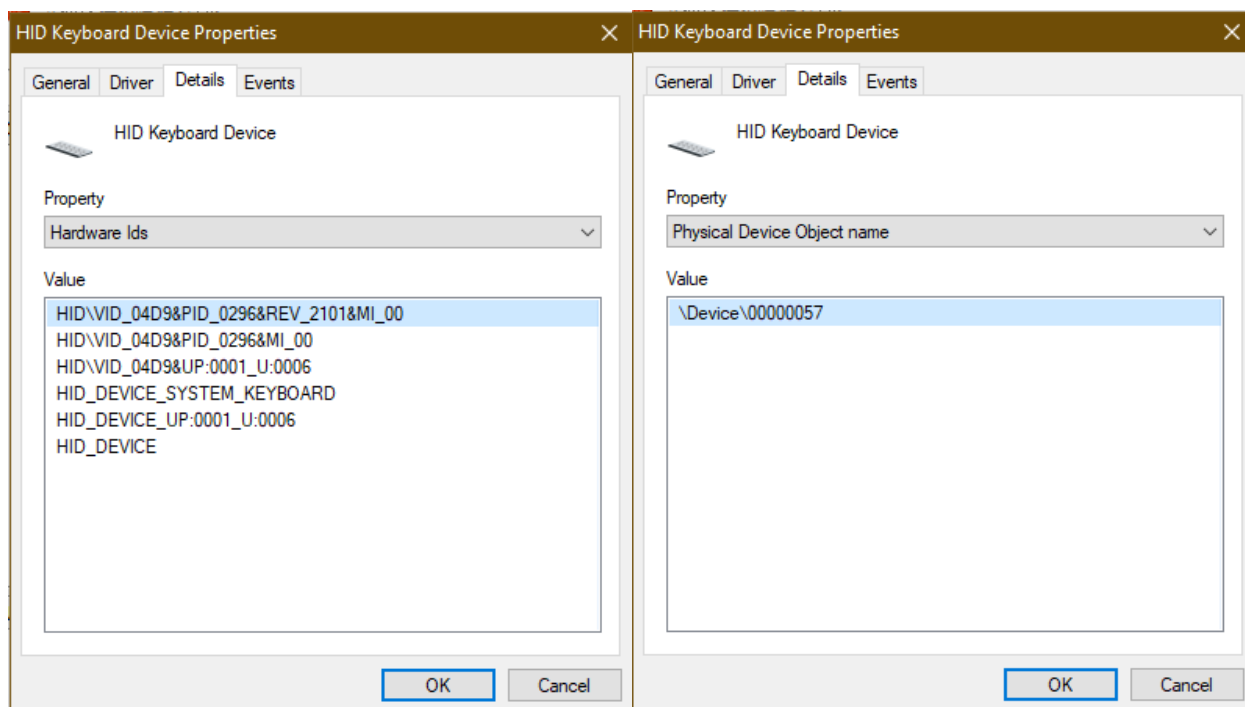 HID Keyboard Device Properties
General Driver Details Events
HID Keyboard Device
Property
Hardware Ids
Value
HID\VID_04D9&PID_0296&REV_2101&MI_00
HID\VID_04D9&PID_0296&MI_00
HID\VID_04D9&UP:0001_U:0006
HID_DEVICE_SYSTEM_KEYBOARD
HID_DEVICE_UP:0001_U:0006
HID_DEVICE
OK Cancel
HID Keyboard Device Properties
General Driver Details Events
HID Keyboard Device
Property
Physical Device Object name
Value
\Device\00000057
OK Cancel